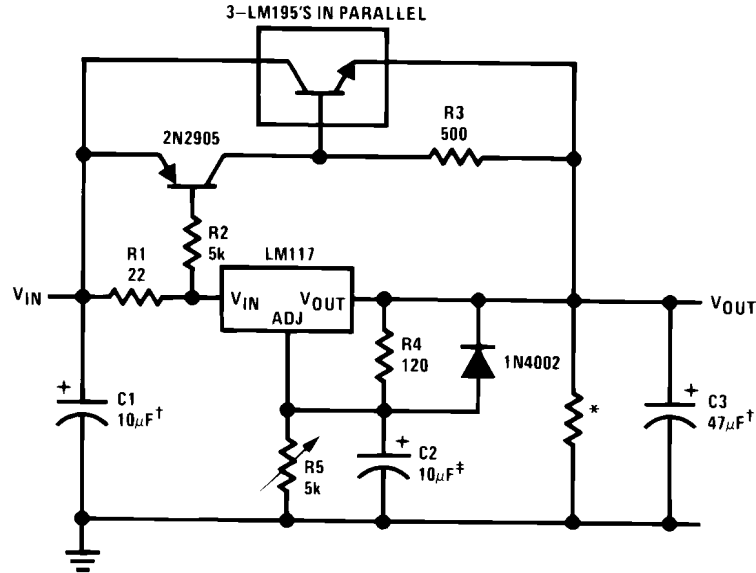 3–LM195'S IN PARALLEL
R3
500
2N2905
R2
5k
LM117
R1
22
VIN
VIN
VOUT
ADJ
VOUT
R4
120
1N4002
+
C1
10μF†
R5
5k
+
C2
10μF‡
*
+
C3
47μF†